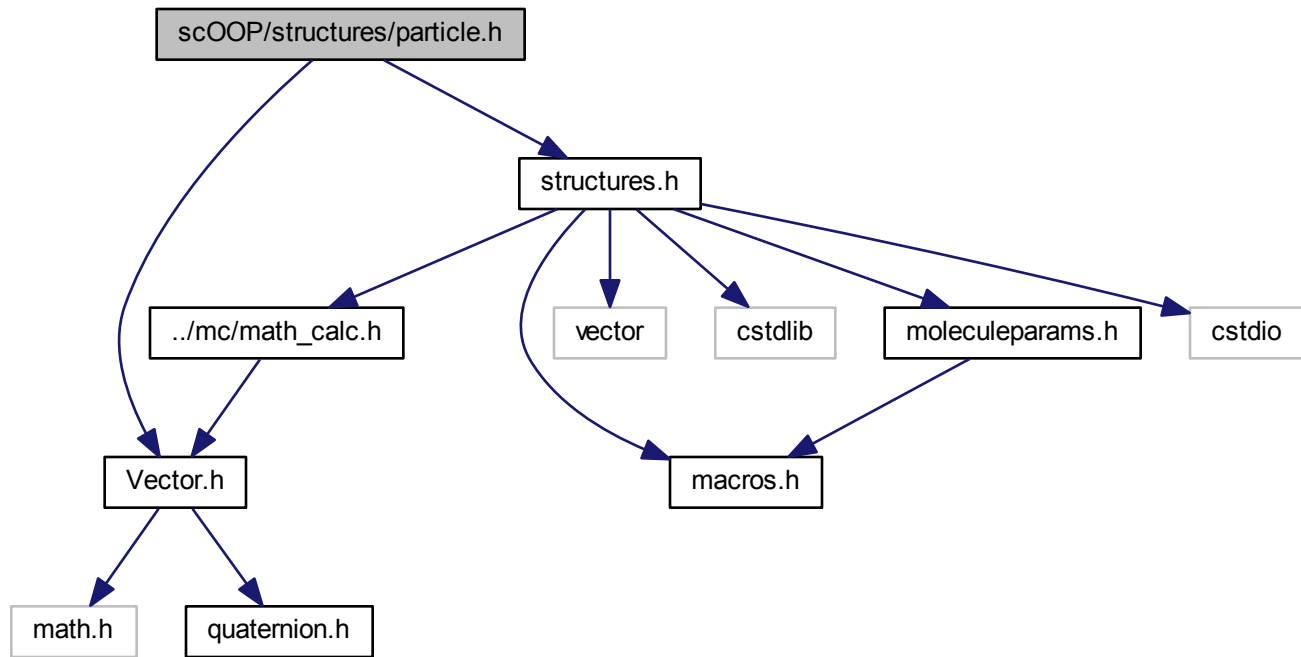 scOOP/structures/particle.h
structures.h
../mc/math_calc.h
vector
cstdlib
moleculeparams.h
cstdio
Vector.h
macros.h
math.h
quaternion.h